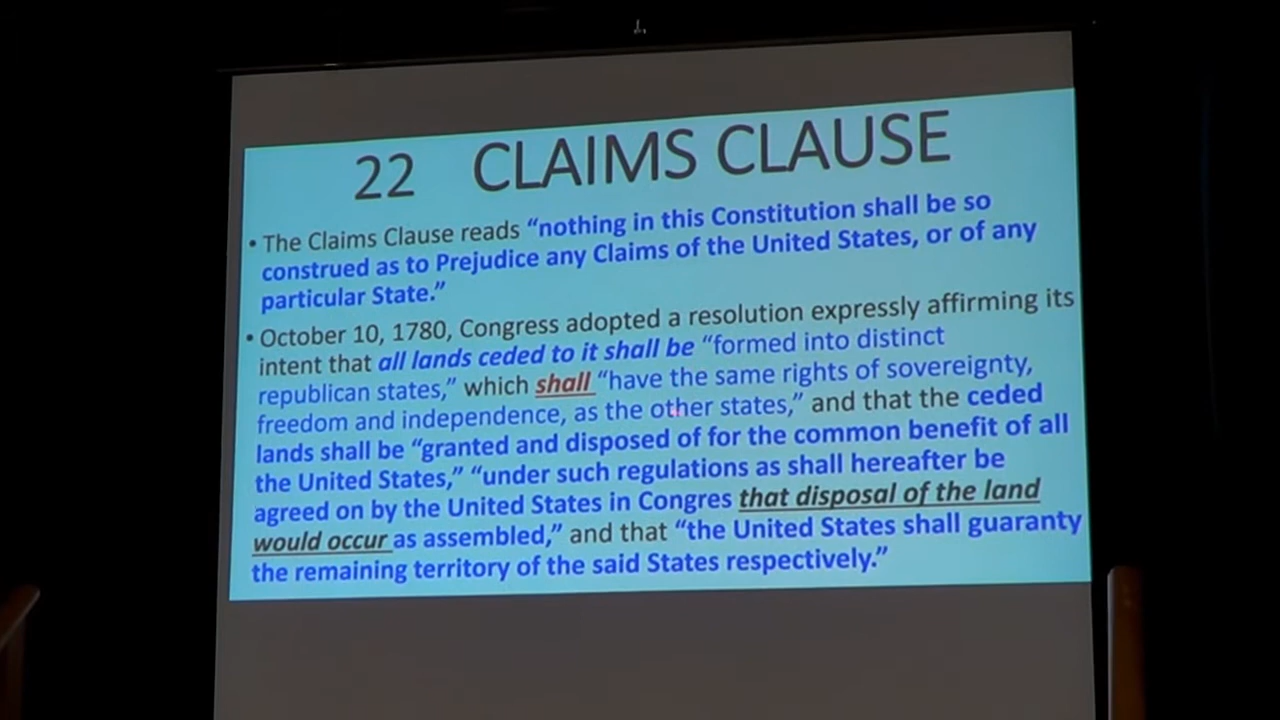 22 CLAIMS CLAUSE
• The Claims Clause reads “nothing in this Constitution shall be so
construed as to Prejudice any Claims of the United States, or of any
particular State.”
• October 10, 1780, Congress adopted a resolution expressly affirming its
intent that all lands ceded to it shall be “formed into distinct
republican states,” which shall “have the same rights of sovereignty,
freedom and independence, as the other states,” and that the ceded
lands shall be “granted and disposed of for the common benefit of all
the United States,” “under such regulations as shall hereafter be
agreed on by the United States in Congres that disposal of the land
would occur as assembled,” and that “the United States shall guaranty
the remaining territory of the said States respectively.”